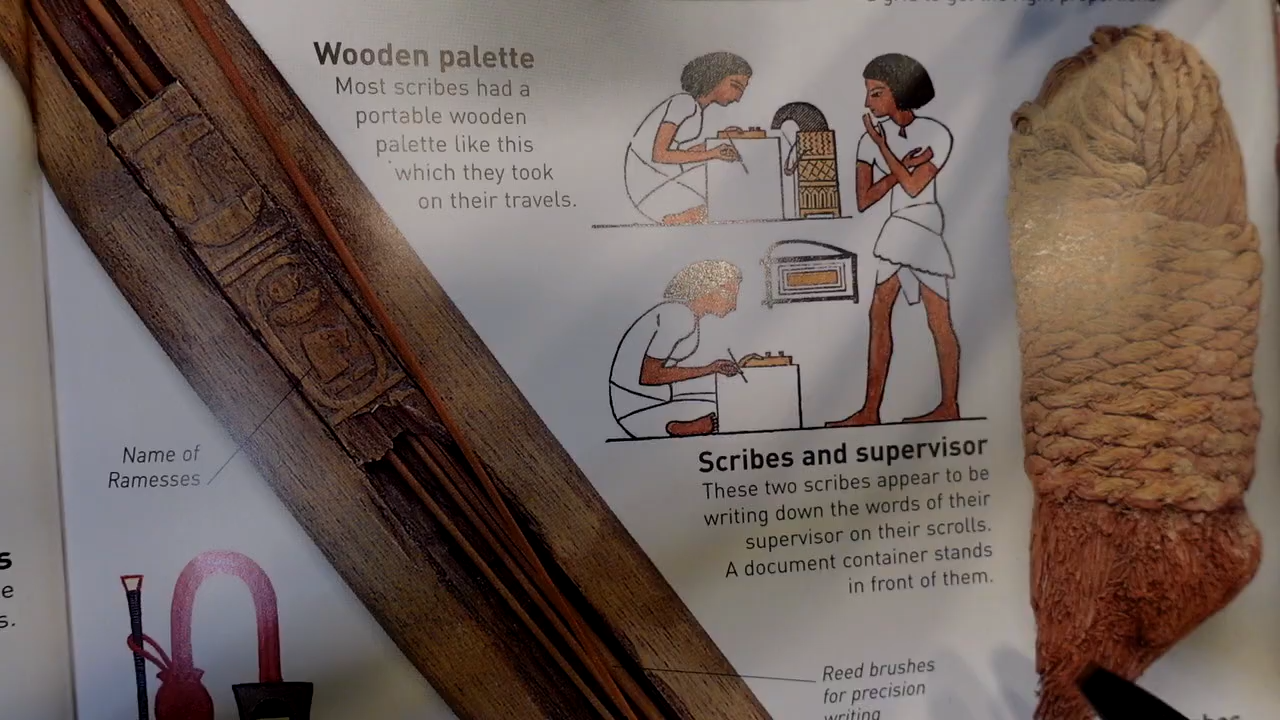 Wooden palette
Most scribes had a
portable wooden
palette like this
which they took
on their travels.
Name of
Ramesses
Scribes and supervisor
These two scribes appear to be
writing down the words of their
supervisor on their scrolls.
A document container stands
in front of them.
Reed brushes
for precision
writing